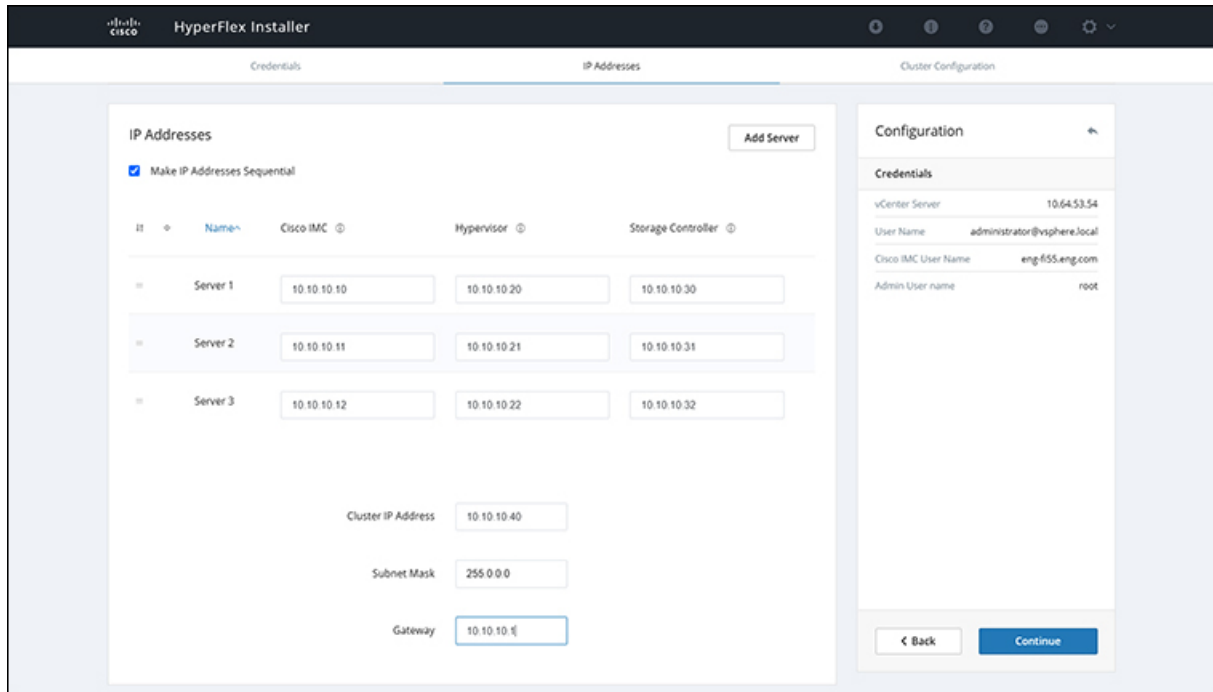 CISCO HyperFlex Installer
Credentials IP Addresses Cluster Configuration
IP Addresses
Add Server
Make IP Addresses Sequential
Name Cisco IMC Hypervisor Storage Controller
Server 1 10.10.10.10 10.10.10.20 10.10.10.30
Server 2 10.10.10.11 10.10.10.21 10.10.10.31
Server 3 10.10.10.12 10.10.10.22 10.10.10.32
Cluster IP Address 10.10.10.40
Subnet Mask 255.0.0.0
Gateway 10.10.10.1
Configuration
Credentials
vCenter Server 10.64.53.54
User Name administrator@vsphere.local
Cisco IMC User Name eng-fi55.eng.com
Admin User name root
< Back Continue